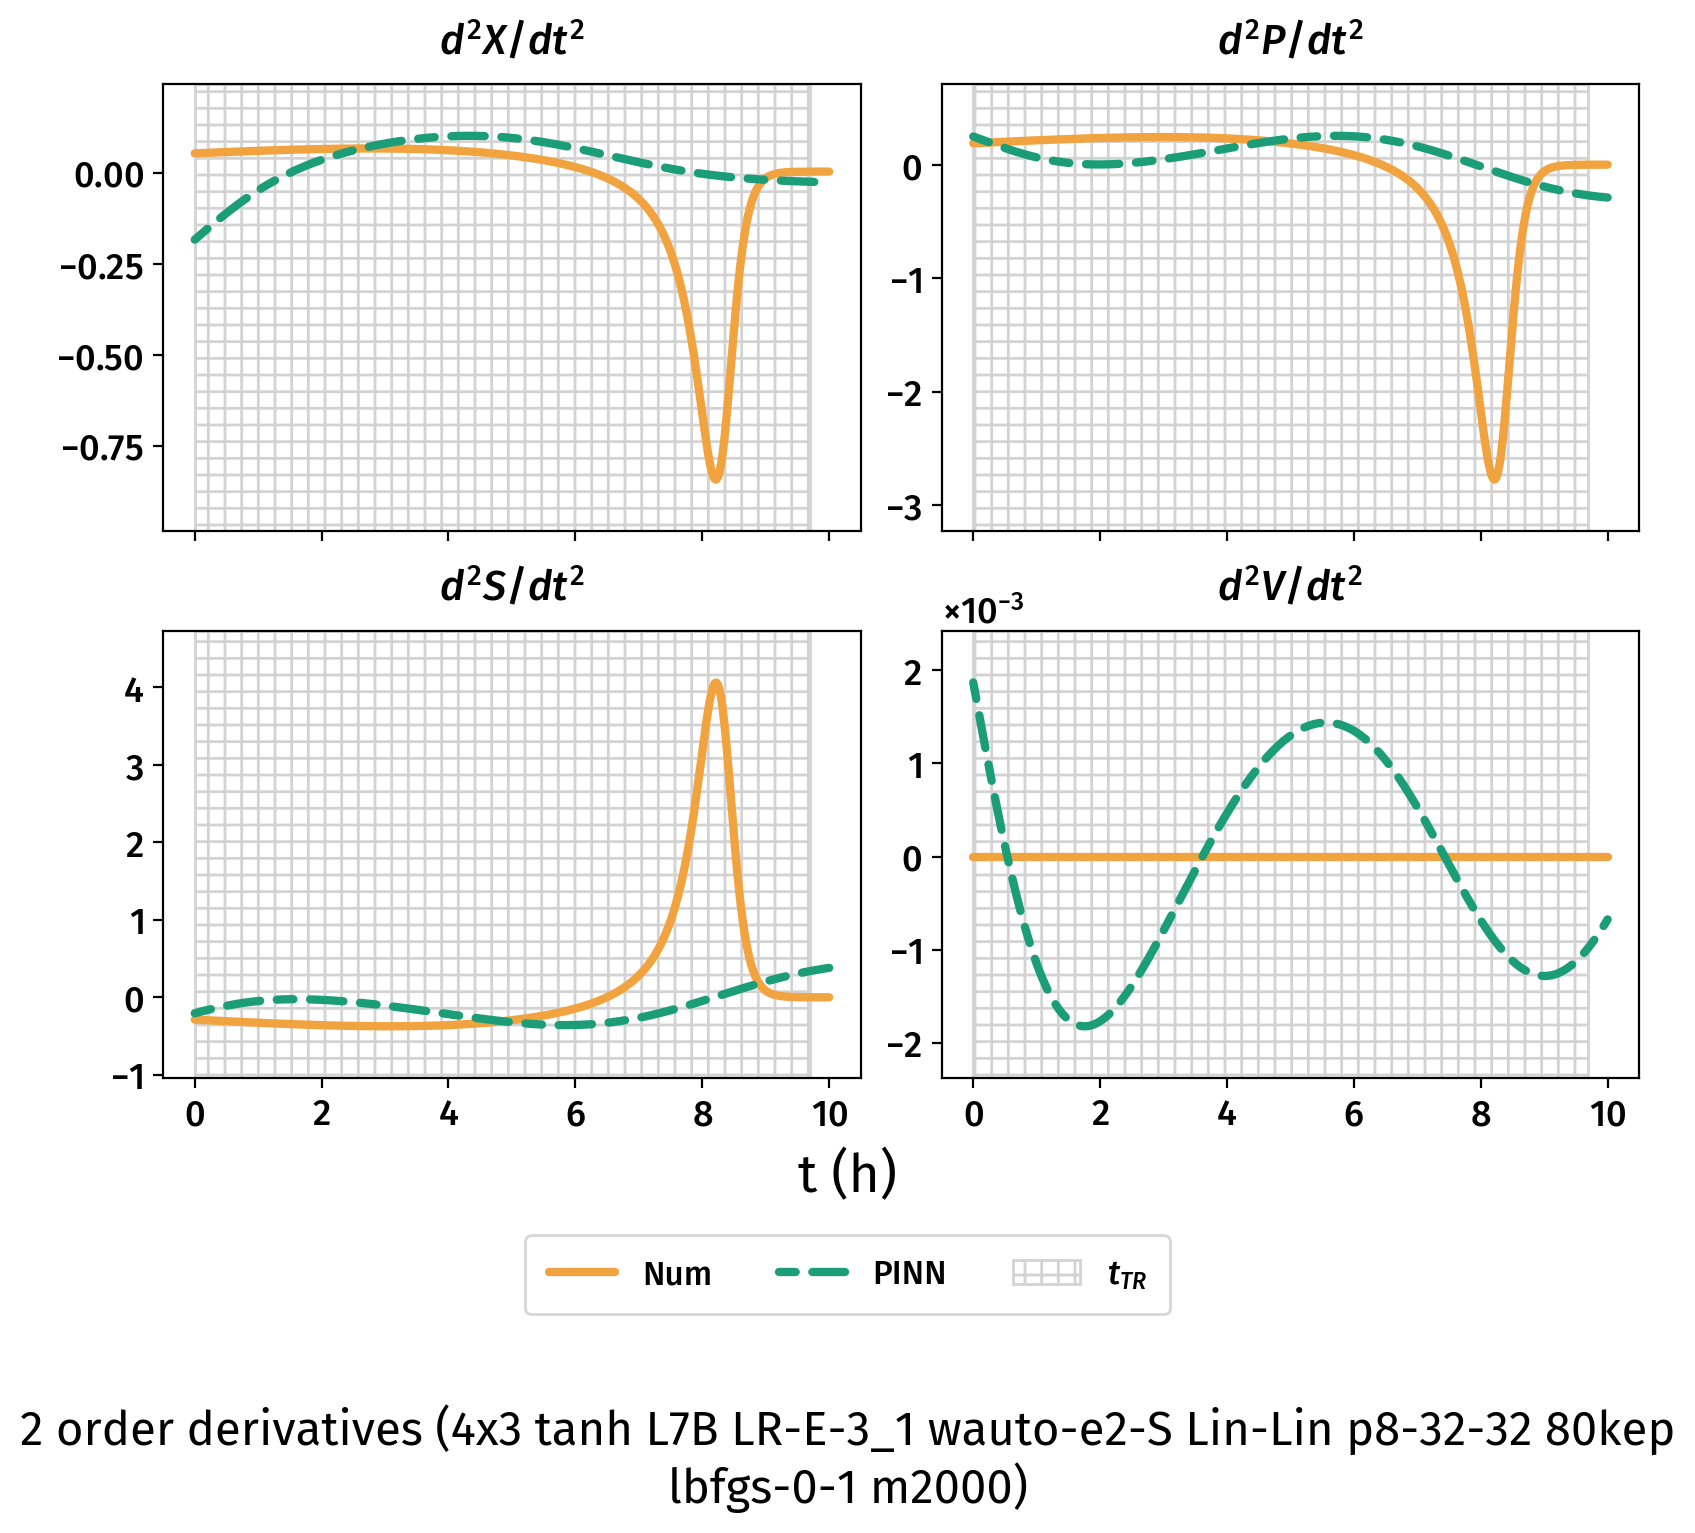 d²X/dt²
d²P/dt²
0.00
−0.25
−0.50
−0.75
0
−1
−2
−3
d²S/dt²
d²V/dt²
×10⁻³
4
3
2
1
0
−1
2
1
0
−1
−2
0 2 4 6 8 10
0 2 4 6 8 10
t (h)
Num PINN t_TR
2 order derivatives (4x3 tanh L7B LR-E-3_1 wauto-e2-S Lin-Lin p8-32-32 80kep
lbfgs-0-1 m2000)